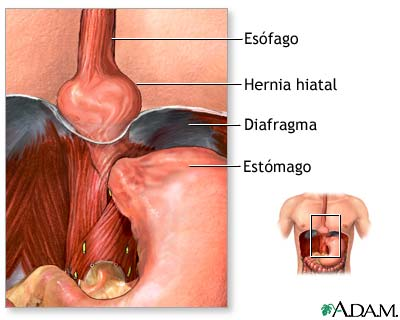 Esófago
Hernia hiatal
Diafragma
Estómago
A.D.A.M.